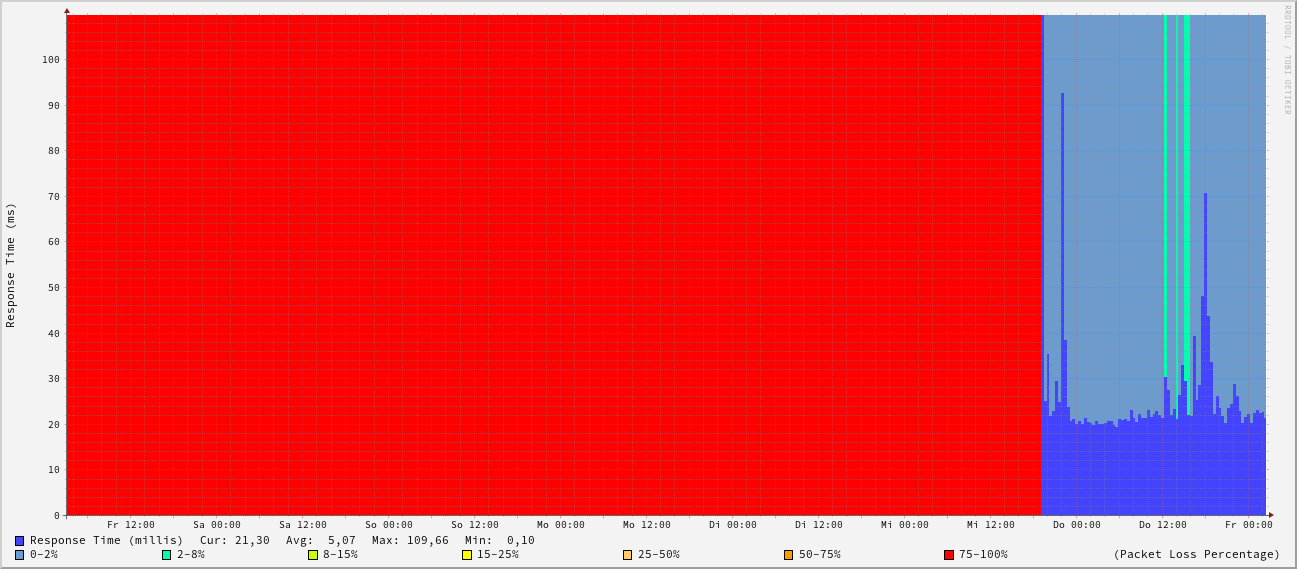 RRDTOOL / TOBI OETIKER
Response Time (ms)
100
90
80
70
60
50
40
30
20
10
0
Fr 12:00 Sa 00:00 Sa 12:00 So 00:00 So 12:00 Mo 00:00 Mo 12:00 Di 00:00 Di 12:00 Mi 00:00 Mi 12:00 Do 00:00 Do 12:00 Fr 00:00
Response Time (millis) Cur: 21,30 Avg: 5,07 Max: 109,66 Min: 0,10
0-2% 2-8% 8-15% 15-25% 25-50% 50-75% 75-100% (Packet Loss Percentage)